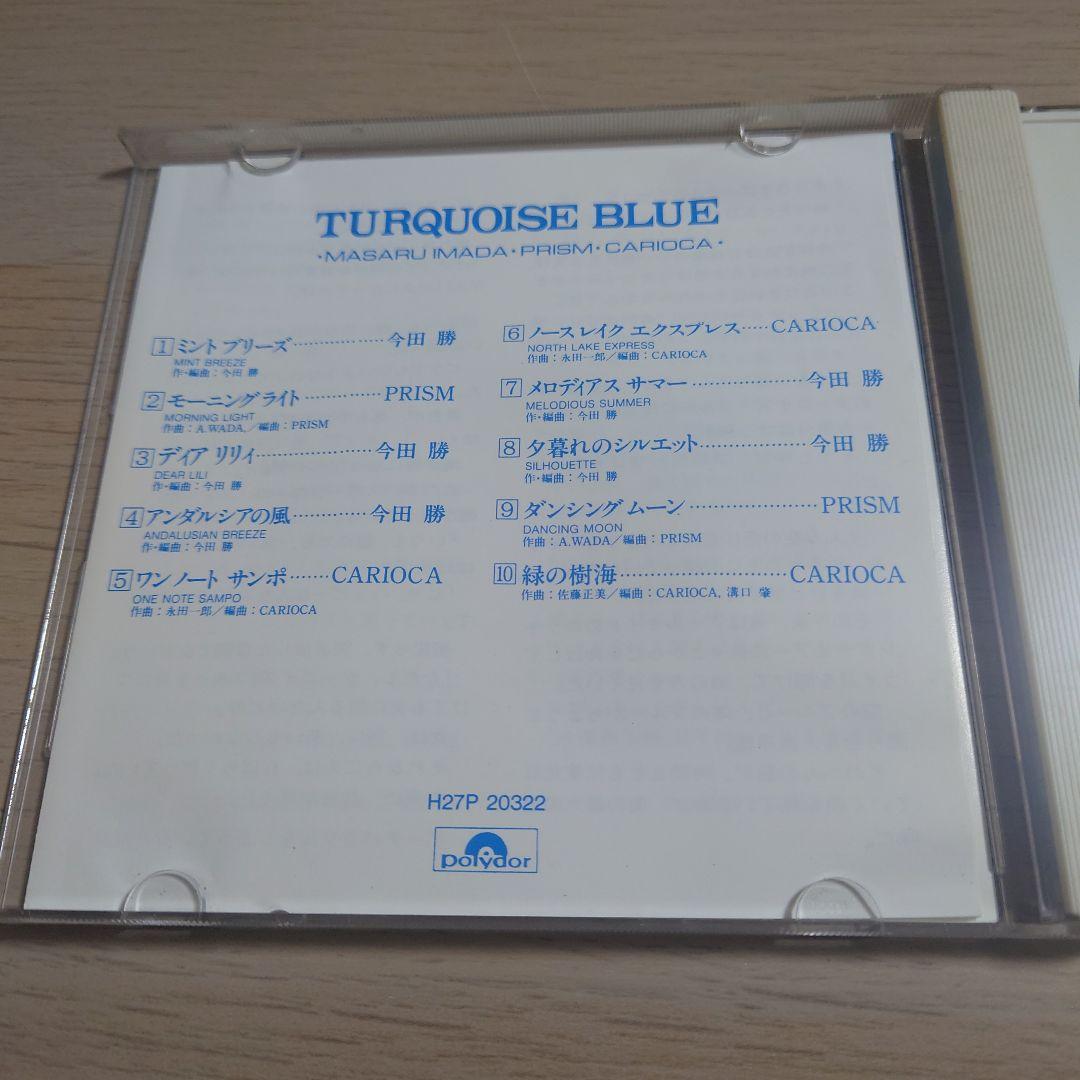 TURQUOISE BLUE
・MASARU IMADA・PRISM・CARIOCA・
1 ミント ブリーズ………………今田 勝
MINT BREEZE
作・編曲：今田 勝
2 モーニング ライト…………PRISM
MORNING LIGHT
作曲：A.WADA.／編曲：PRISM
3 ディア リリィ………………今田 勝
DEAR LILI
作・編曲：今田 勝
4 アンダルシアの風…………今田 勝
ANDALUSIAN BREEZE
作・編曲：今田 勝
5 ワン ノート サンポ……CARIOCA
ONE NOTE SAMPO
作曲：永田一郎／編曲：CARIOCA
6 ノース レイク エクスプレス……CARIOCA
NORTH LAKE EXPRESS
作曲：永田一郎／編曲：CARIOCA
7 メロディアス サマー………………今田 勝
MELODIOUS SUMMER
作・編曲：今田 勝
8 夕暮れのシルエット………………今田 勝
SILHOUETTE
作・編曲：今田 勝
9 ダンシング ムーン…………………PRISM
DANCING MOON
作曲：A.WADA／編曲：PRISM
10 緑の樹海………………………CARIOCA
作曲：佐藤正美／編曲：CARIOCA, 溝口 肇
H27P 20322
polydor